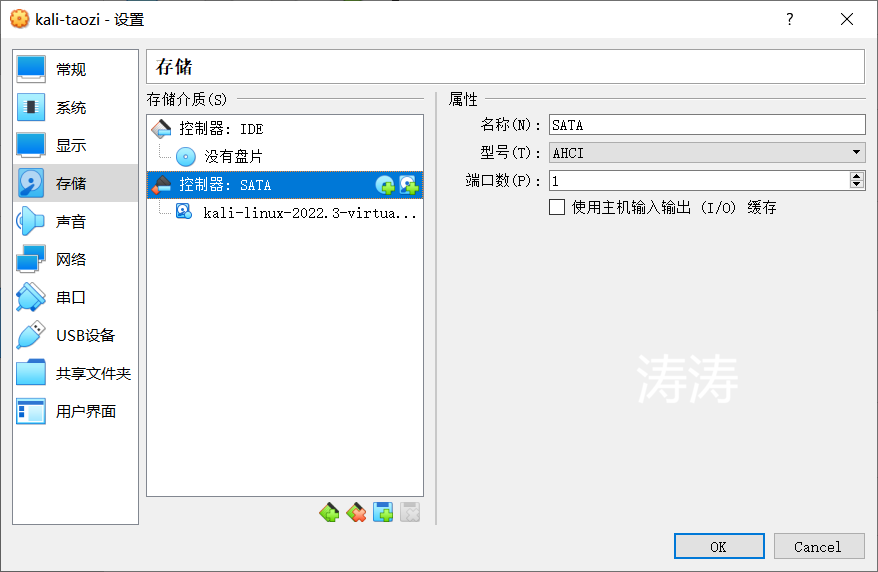 kali-taozi - 设置
?
常规
系统
显示
存储
声音
网络
串口
USB设备
共享文件夹
用户界面
存储
存储介质(S)
控制器: IDE
没有盘片
控制器: SATA
kali-linux-2022.3-virtua...
属性
名称(N): SATA
型号(T): AHCI
端口数(P): 1
使用主机输入输出 (I/O) 缓存
涛涛
OK
Cancel